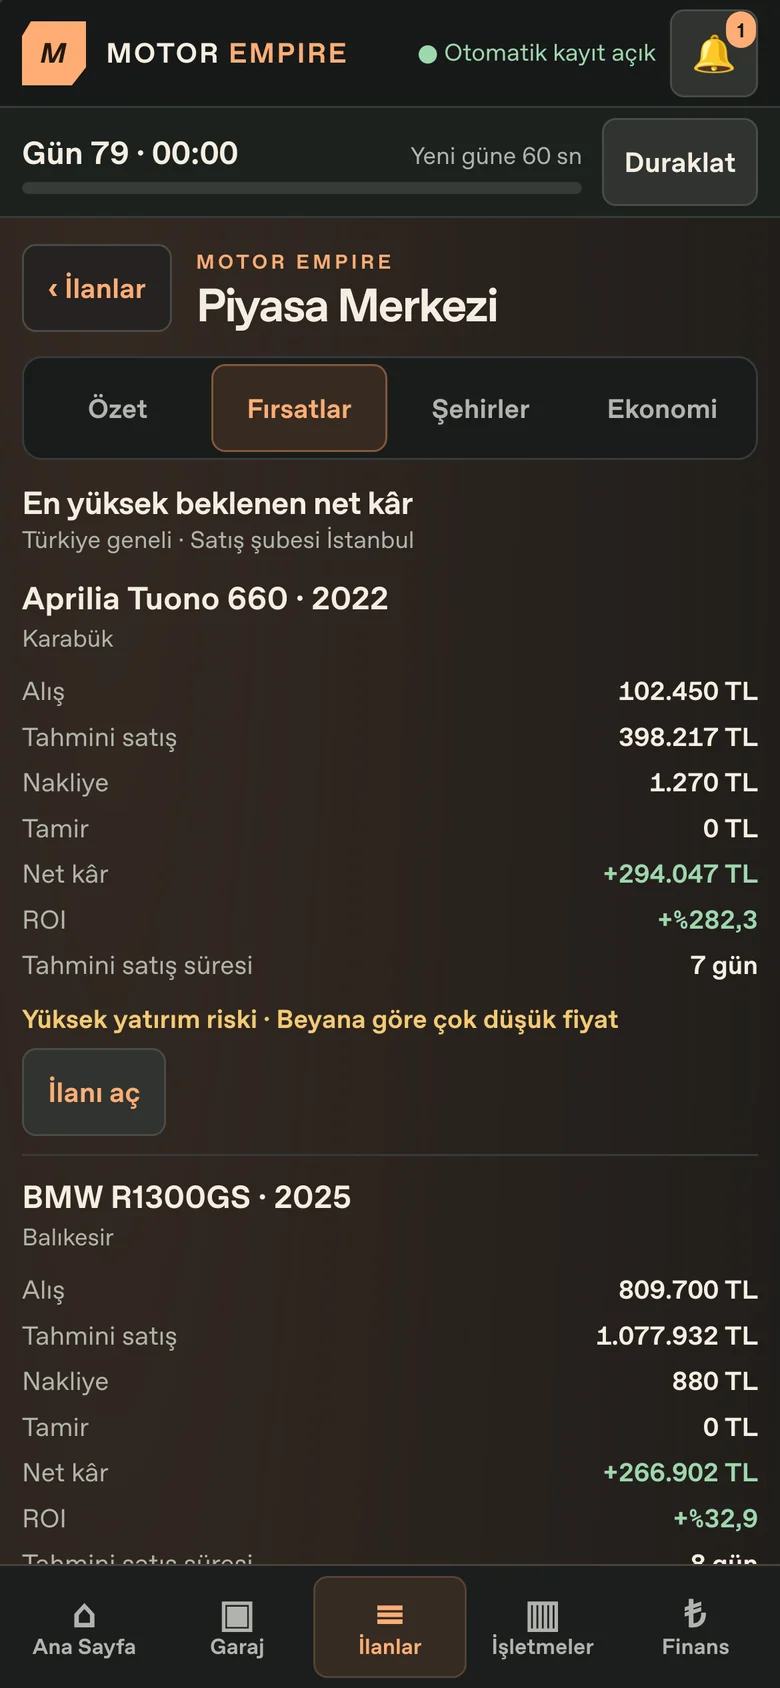 M MOTOR EMPIRE
Otomatik kayıt açık
1
Gün 79 · 00:00
Yeni güne 60 sn
Duraklat
‹ İlanlar
MOTOR EMPIRE
Piyasa Merkezi
Özet Fırsatlar Şehirler Ekonomi
En yüksek beklenen net kâr
Türkiye geneli · Satış şubesi İstanbul
Aprilia Tuono 660 · 2022
Karabük
Alış 102.450 TL
Tahmini satış 398.217 TL
Nakliye 1.270 TL
Tamir 0 TL
Net kâr +294.047 TL
ROI +%282,3
Tahmini satış süresi 7 gün
Yüksek yatırım riski · Beyana göre çok düşük fiyat
İlanı aç
BMW R1300GS · 2025
Balıkesir
Alış 809.700 TL
Tahmini satış 1.077.932 TL
Nakliye 880 TL
Tamir 0 TL
Net kâr +266.902 TL
ROI +%32,9
Tahmini satış süresi 8 gün
Ana Sayfa Garaj İlanlar İşletmeler ₺ Finans